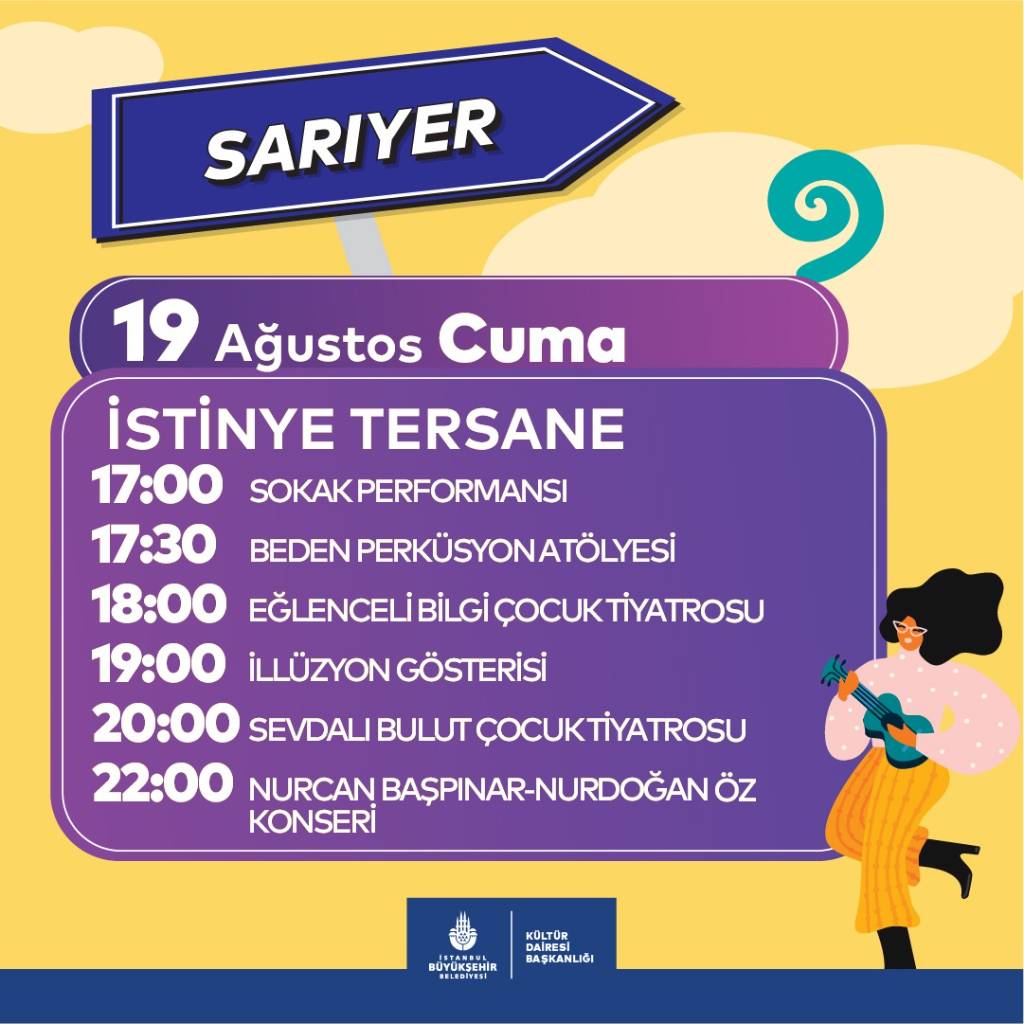 SARIYER
19 Ağustos Cuma
İSTİNYE TERSANE
17:00 SOKAK PERFORMANSI
17:30 BEDEN PERKÜSYON ATÖLYESİ
18:00 EĞLENCELİ BİLGİ ÇOCUK TİYATROSU
19:00 İLLÜZYON GÖSTERİSİ
20:00 SEVDALI BULUT ÇOCUK TİYATROSU
22:00 NURCAN BAŞPINAR-NURDOĞAN ÖZ
KONSERİ
İSTANBUL
BÜYÜKŞEHİR
BELEDİYESİ
KÜLTÜR
DAİRESİ
BAŞKANLIĞI